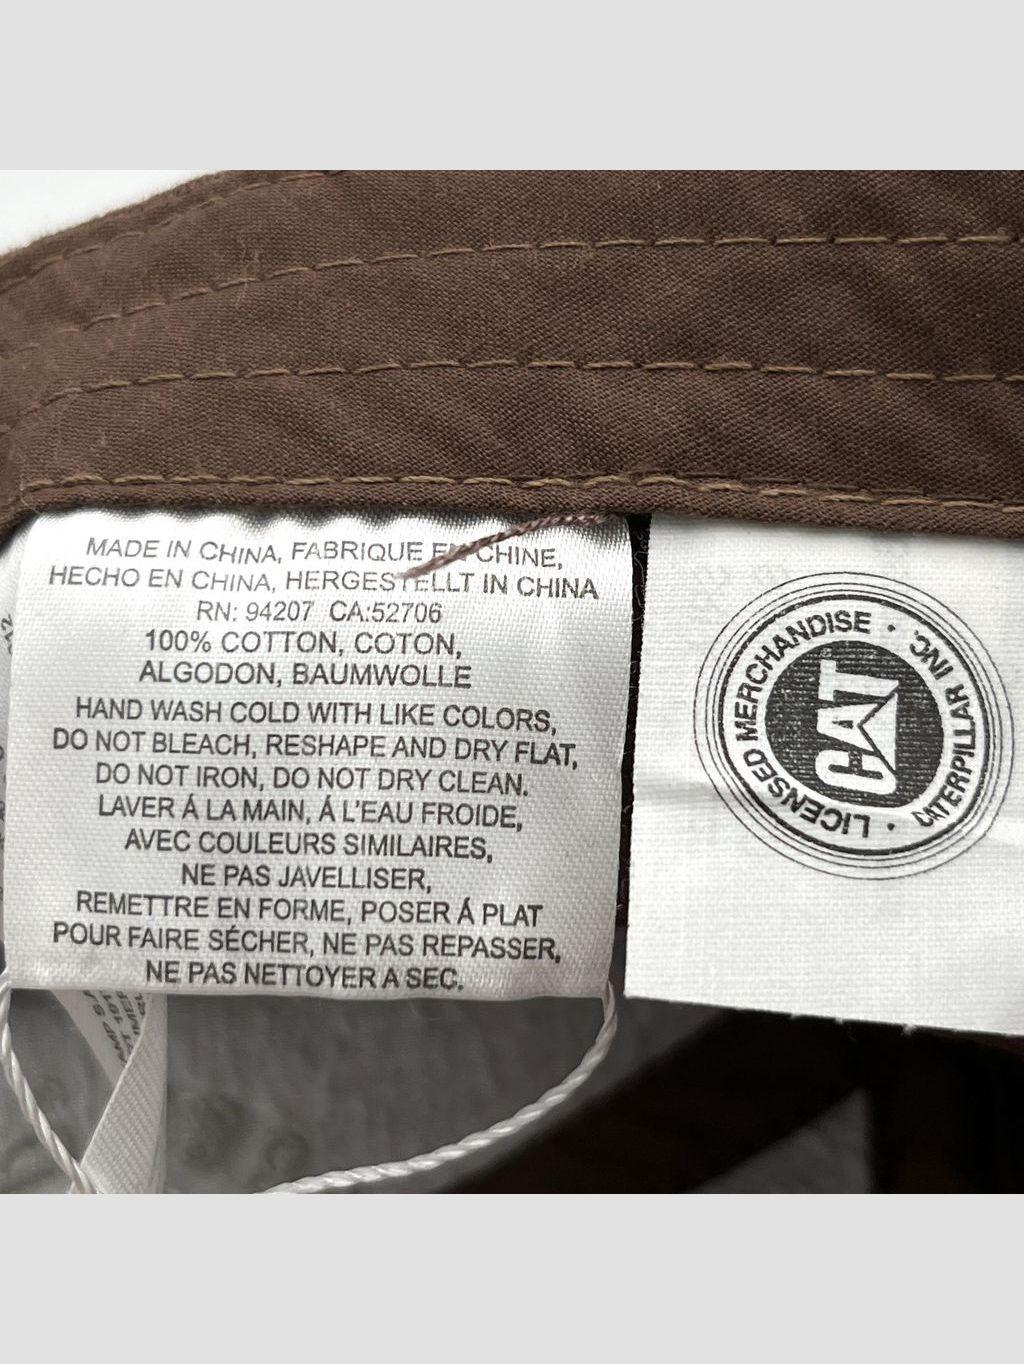 MADE IN CHINA, FABRIQUE EN CHINE,
HECHO EN CHINA, HERGESTELLT IN CHINA
RN: 94207 CA:52706
100% COTTON, COTON,
ALGODON, BAUMWOLLE
HAND WASH COLD WITH LIKE COLORS,
DO NOT BLEACH, RESHAPE AND DRY FLAT,
DO NOT IRON, DO NOT DRY CLEAN.
LAVER Á LA MAIN, Á L'EAU FROIDE,
AVEC COULEURS SIMILAIRES,
NE PAS JAVELLISER,
REMETTRE EN FORME, POSER Á PLAT
POUR FAIRE SÉCHER, NE PAS REPASSER,
NE PAS NETTOYER A SEC.
LICENSED MERCHANDISE •
CATERPILLAR INC. •
CAT